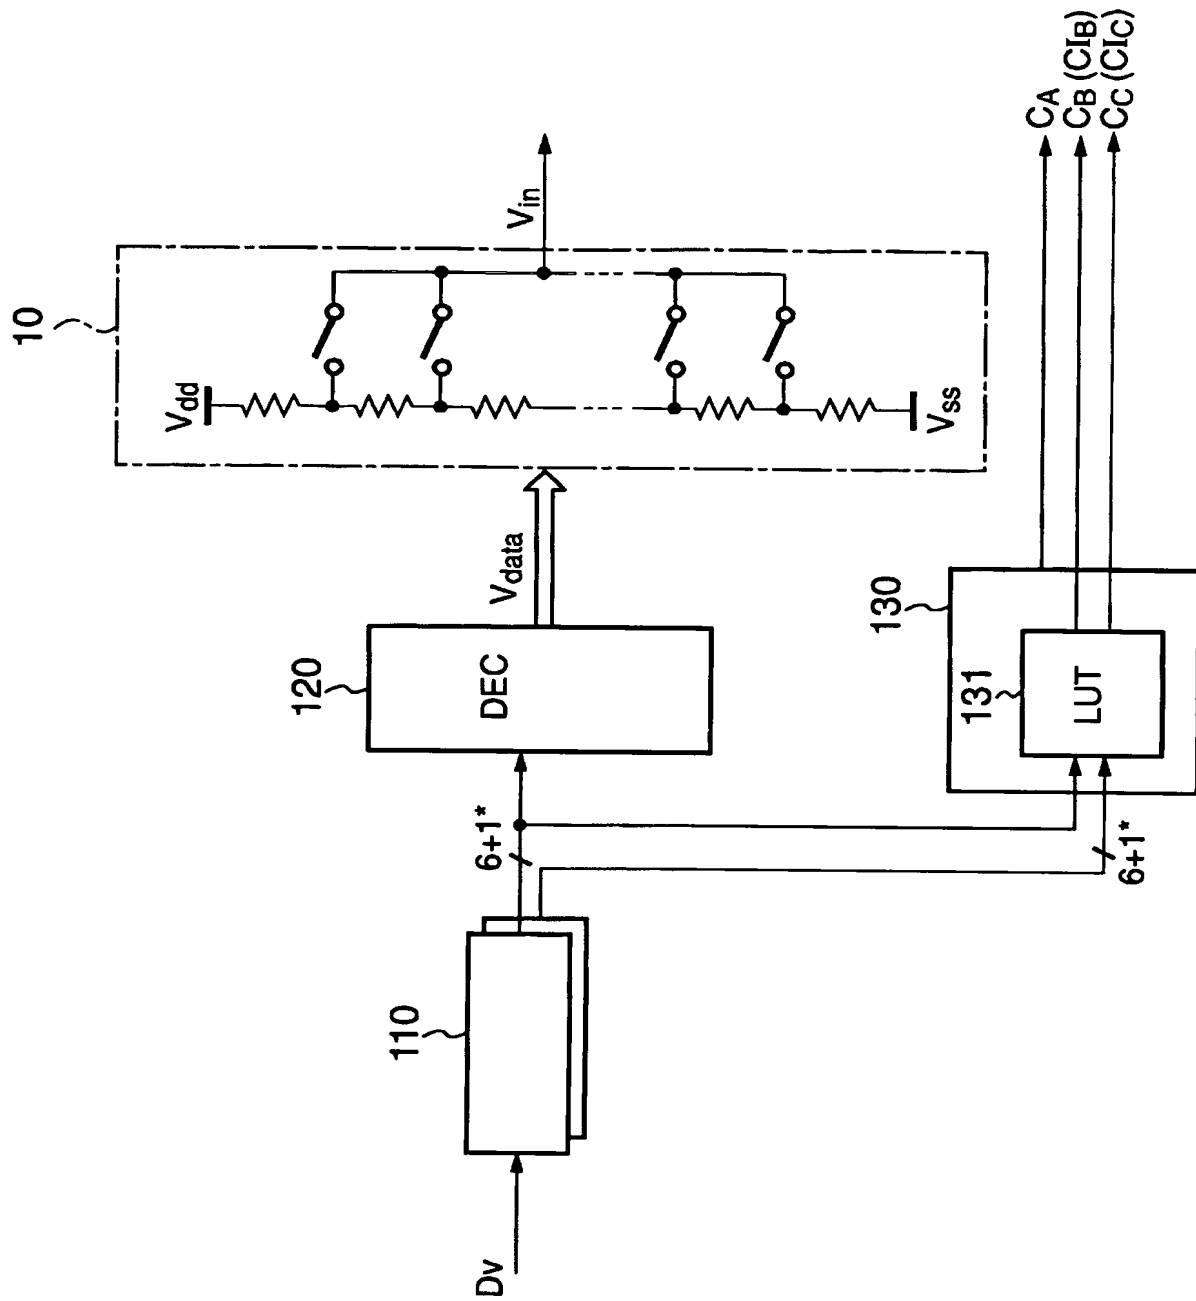 10
Vdd
Vss
Vin
Vdata
120
DEC
6+1*
110
Dv
130
131
LUT
6+1*
CA
CB (CIB)
CC (CIC)